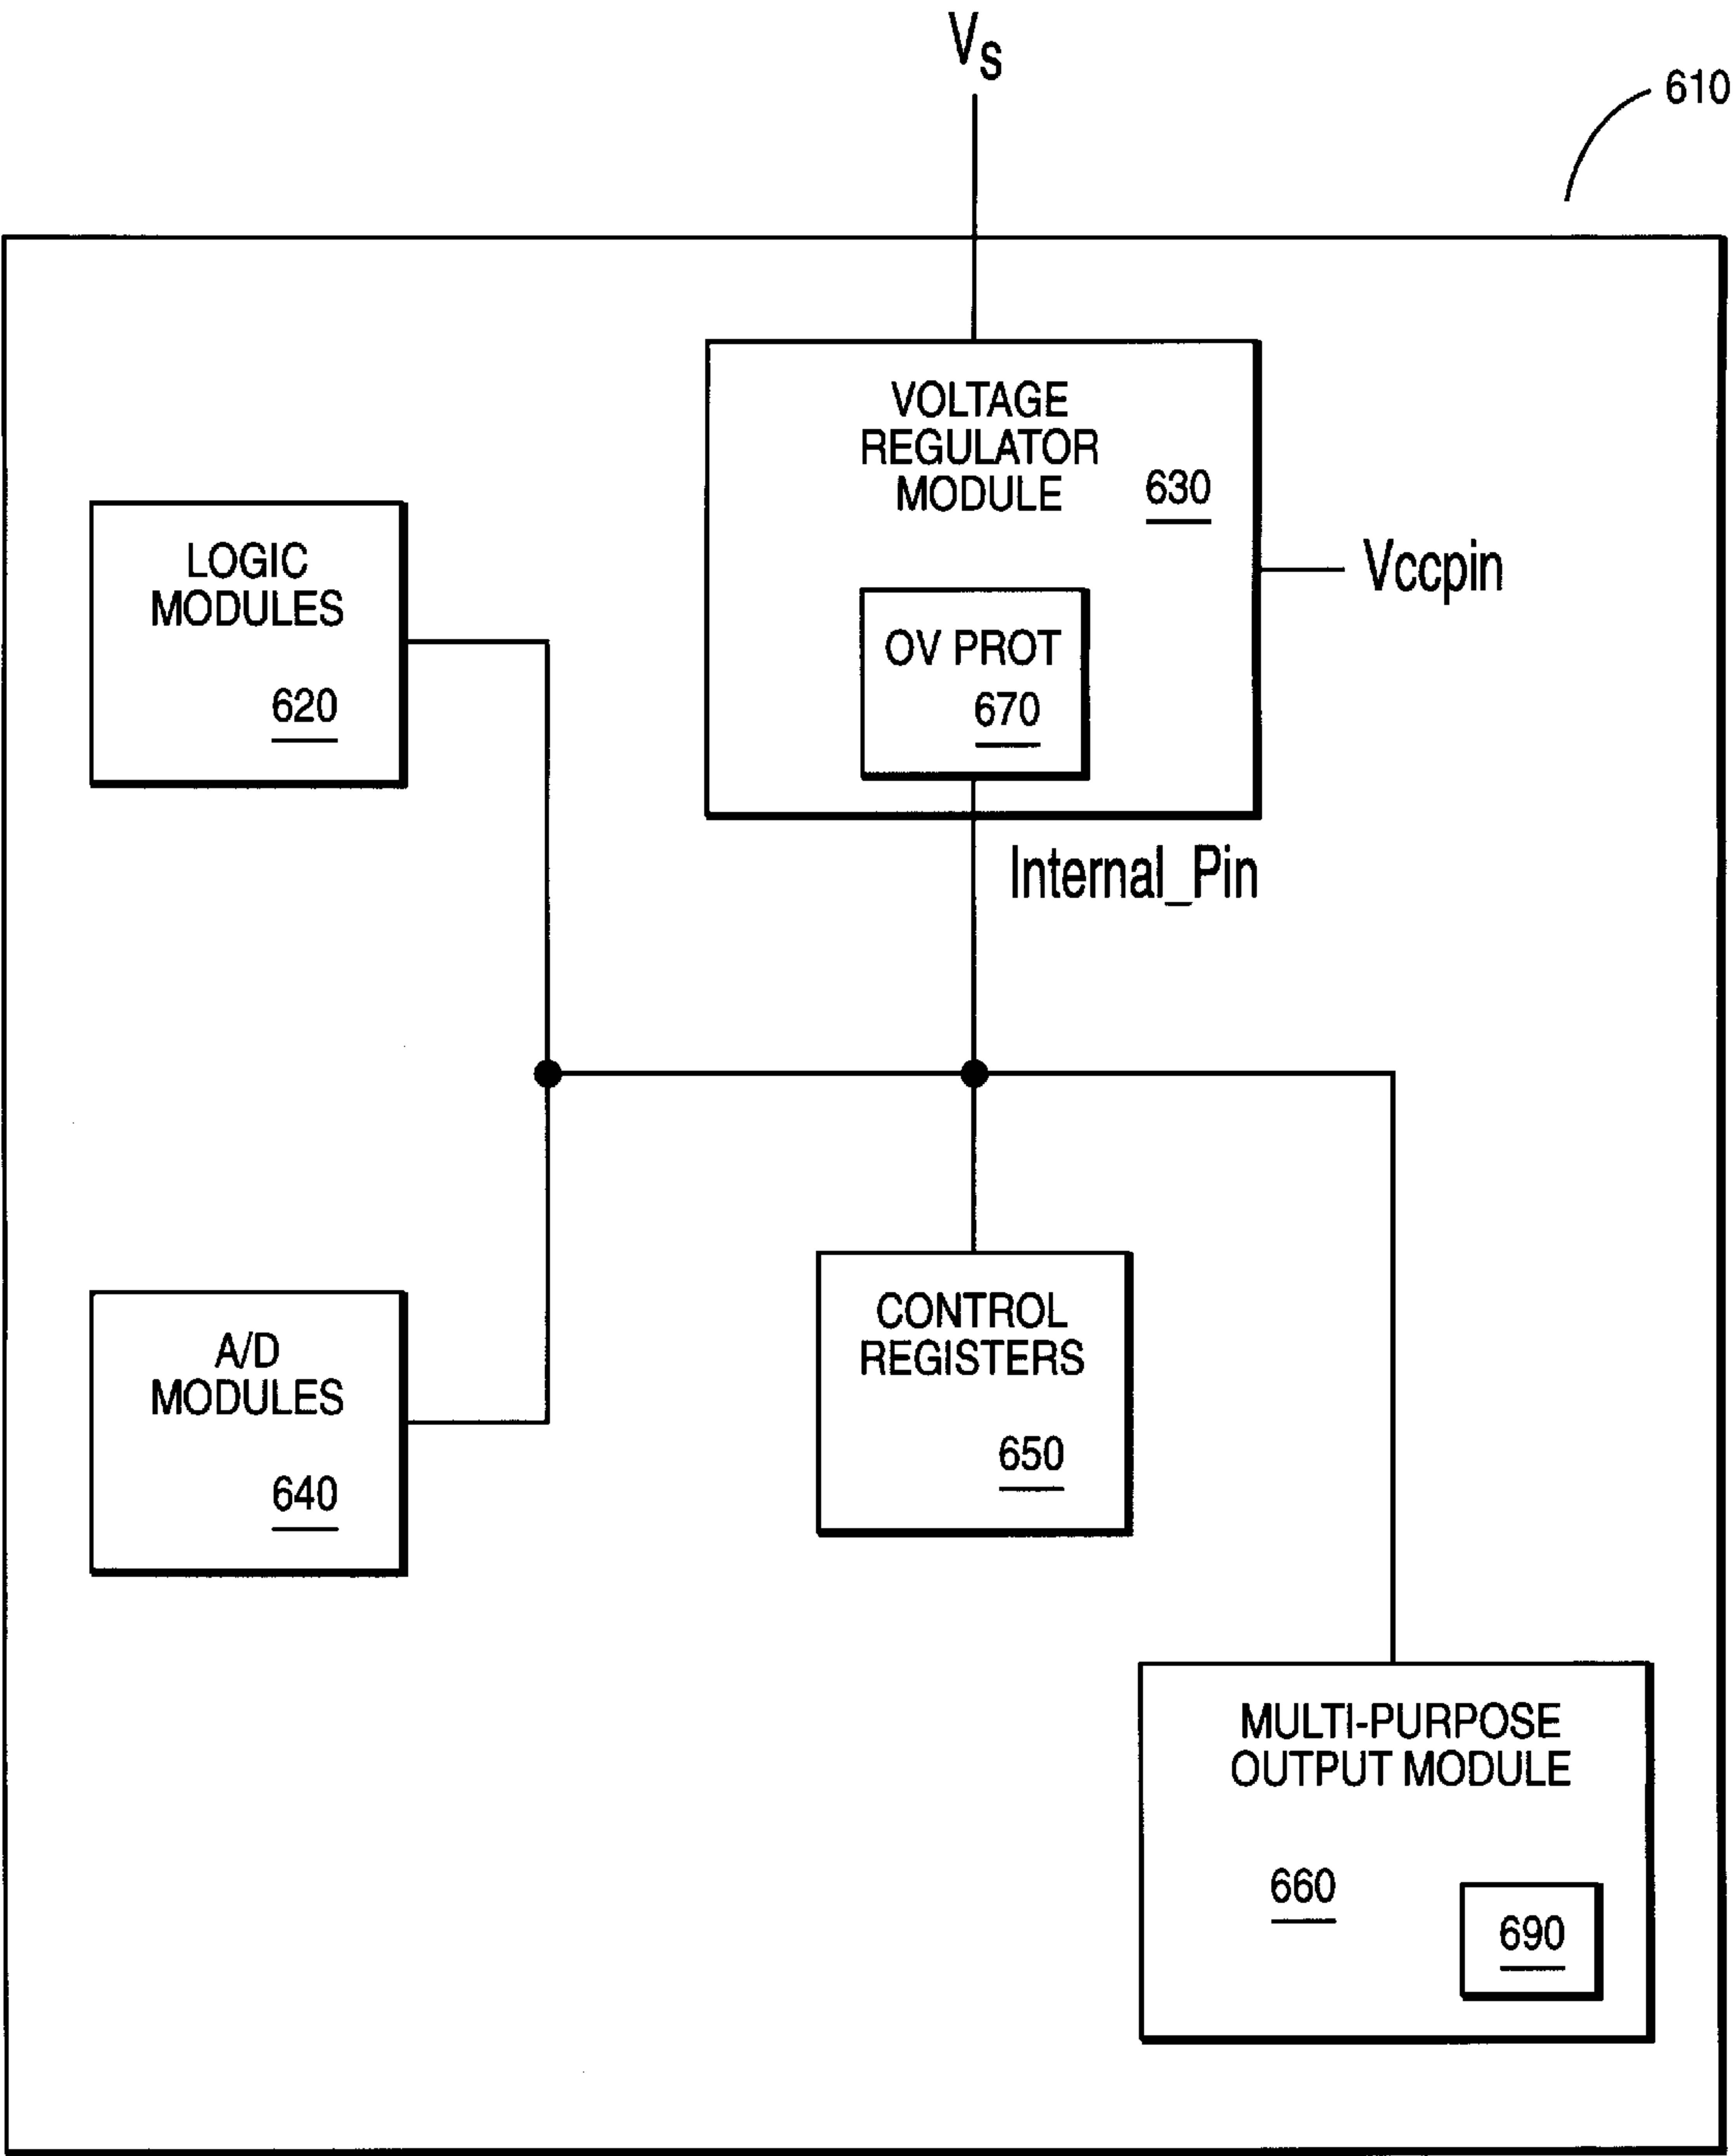 Vs
610
VOLTAGE
REGULATOR
MODULE
630
Vccpin
OV PROT
670
Internal_Pin
LOGIC
MODULES
620
A/D
MODULES
640
CONTROL
REGISTERS
650
MULTI-PURPOSE
OUTPUT MODULE
660
690